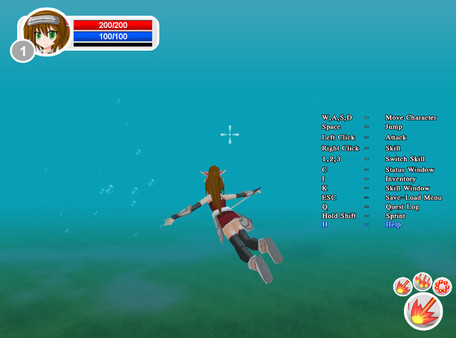 200/200
100/100
1
W,A,S,D - Move Character
Space - Jump
Left Click - Attack
Right Click - Skill
1,2,3 - Switch Skill
C - Status Window
I - Inventory
K - Skill Window
ESC - Save-Load Menu
Q - Quest Log
Hold Shift - Sprint
H - Help